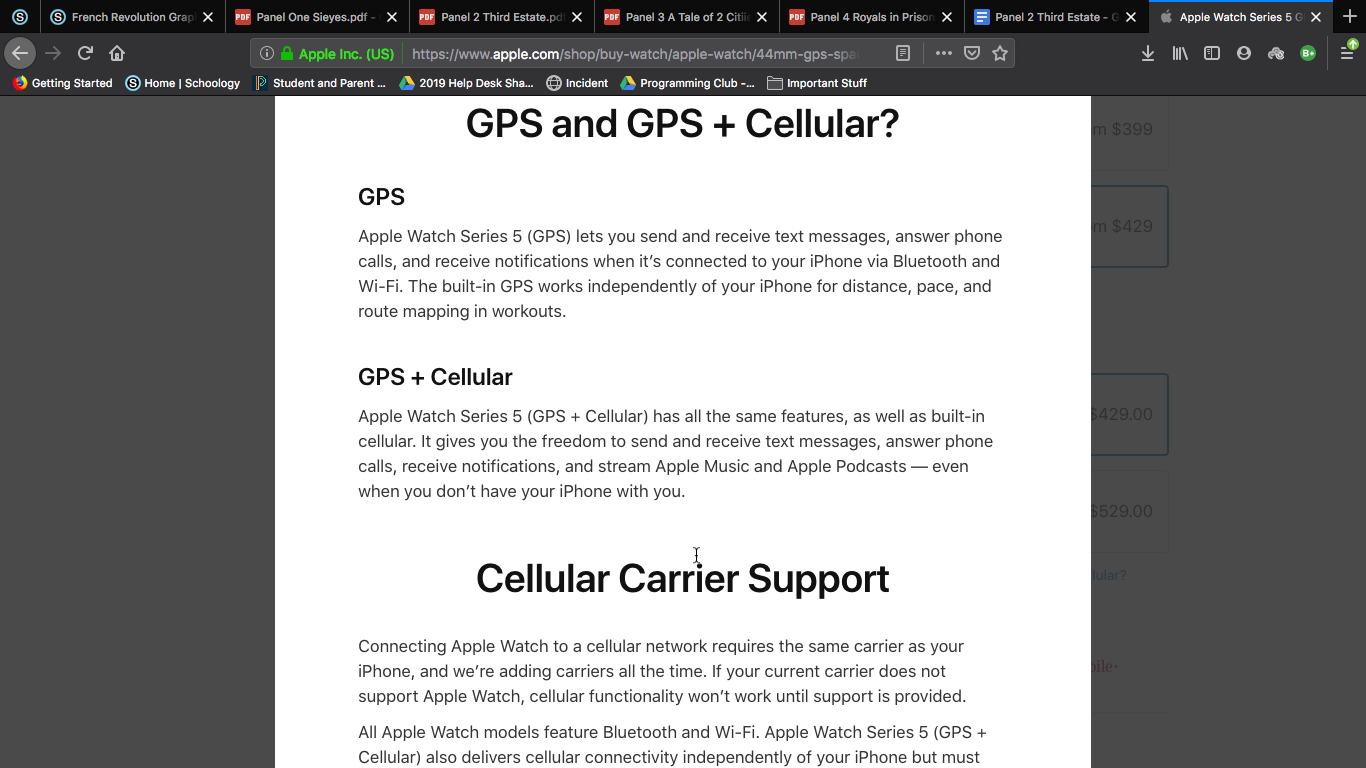 French Revolution Grap
Panel One Sieyes.pdf -
Panel 2 Third Estate.pdf
Panel 3 A Tale of 2 Citi
Panel 4 Royals in Prison
Panel 2 Third Estate - G
Apple Watch Series 5 G
Apple Inc. (US)
https://www.apple.com/shop/buy-watch/apple-watch/44mm-gps-spa
Getting Started
Home | Schoology
Student and Parent ...
2019 Help Desk Sha...
Incident
Programming Club -...
Important Stuff
GPS and GPS + Cellular?
m $399
GPS
m $429
Apple Watch Series 5 (GPS) lets you send and receive text messages, answer phone
calls, and receive notifications when it’s connected to your iPhone via Bluetooth and
Wi-Fi. The built-in GPS works independently of your iPhone for distance, pace, and
route mapping in workouts.
GPS + Cellular
Apple Watch Series 5 (GPS + Cellular) has all the same features, as well as built-in
cellular. It gives you the freedom to send and receive text messages, answer phone
calls, receive notifications, and stream Apple Music and Apple Podcasts — even
when you don’t have your iPhone with you.
$429.00
$529.00
lular?
Cellular Carrier Support
Connecting Apple Watch to a cellular network requires the same carrier as your
iPhone, and we’re adding carriers all the time. If your current carrier does not
support Apple Watch, cellular functionality won’t work until support is provided.
bile
All Apple Watch models feature Bluetooth and Wi-Fi. Apple Watch Series 5 (GPS +
Cellular) also delivers cellular connectivity independently of your iPhone but must